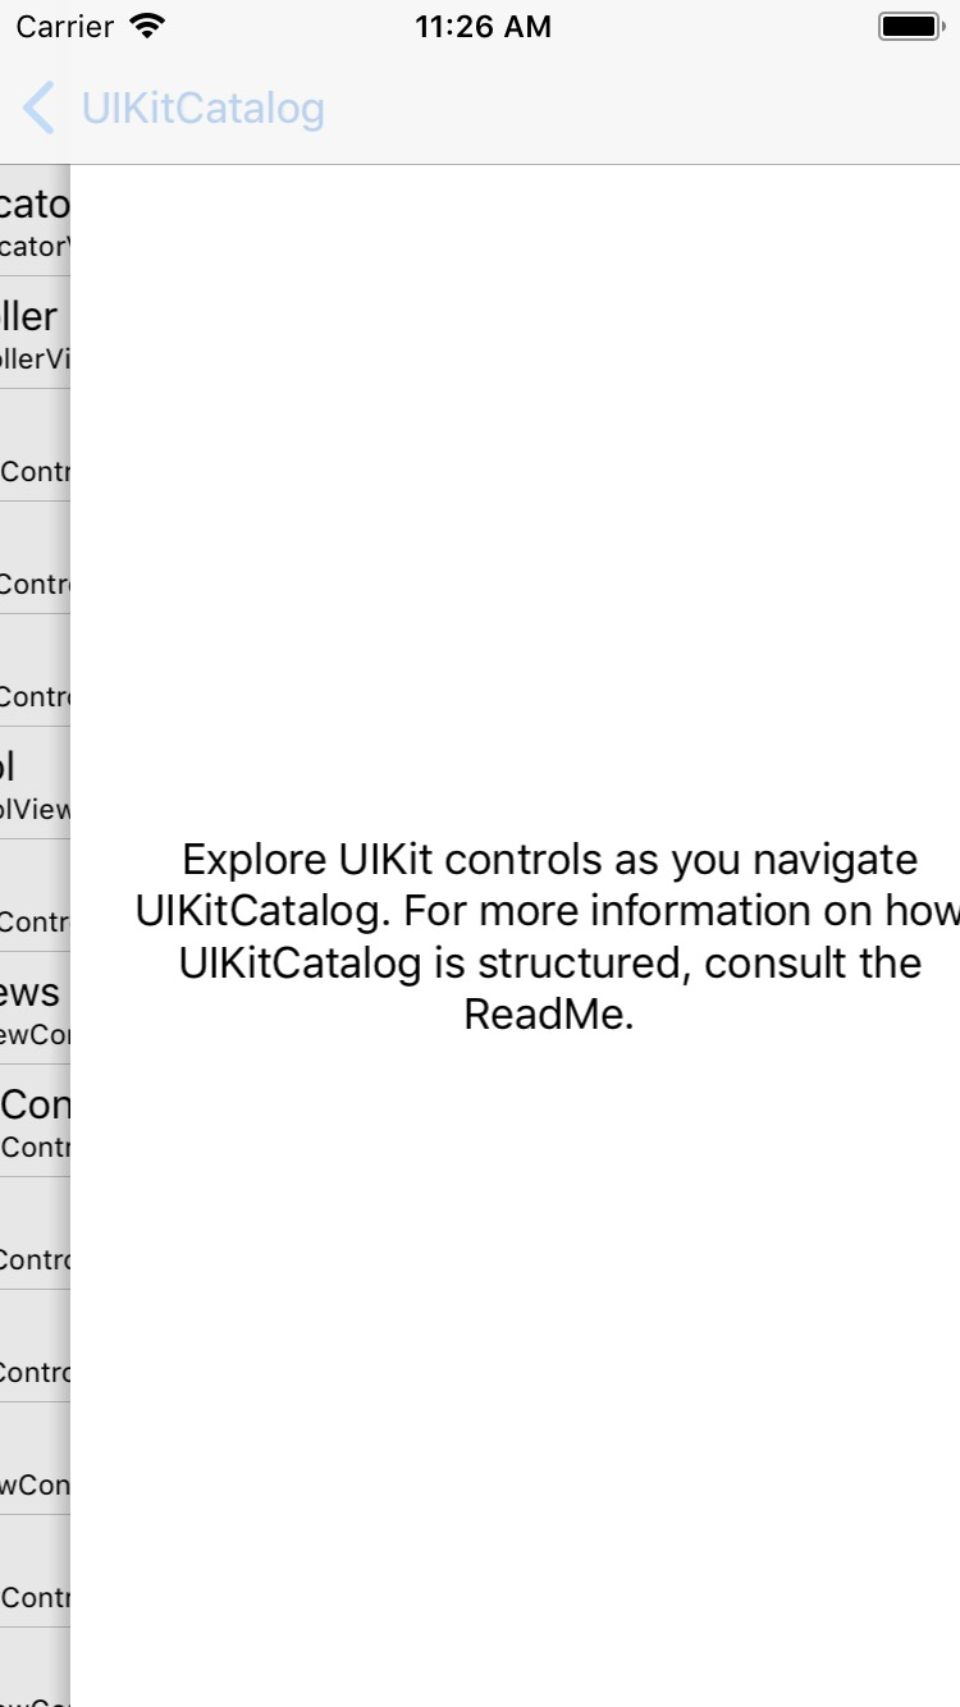 Carrier
11:26 AM
UIKitCatalog
cato
cator
ller
ollerVi
Contr
Contr
Contr
ol
olView
Contr
ews
ewCo
Con
Contr
Contro
Contro
wCon
Contr
Explore UIKit controls as you navigate
UIKitCatalog. For more information on how
UIKitCatalog is structured, consult the
ReadMe.